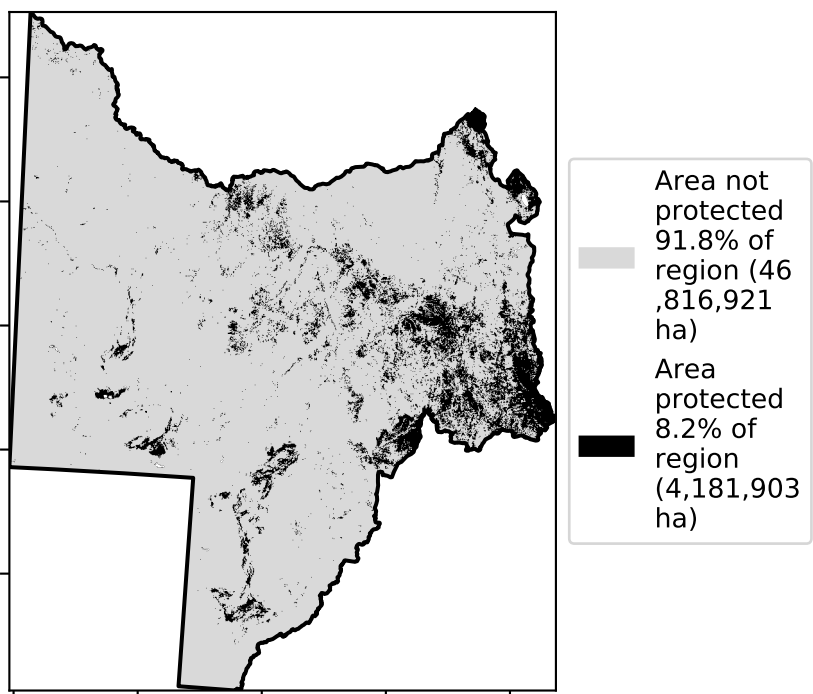 Area not
protected
91.8% of
region (46
,816,921
ha)
Area
protected
8.2% of
region
(4,181,903
ha)